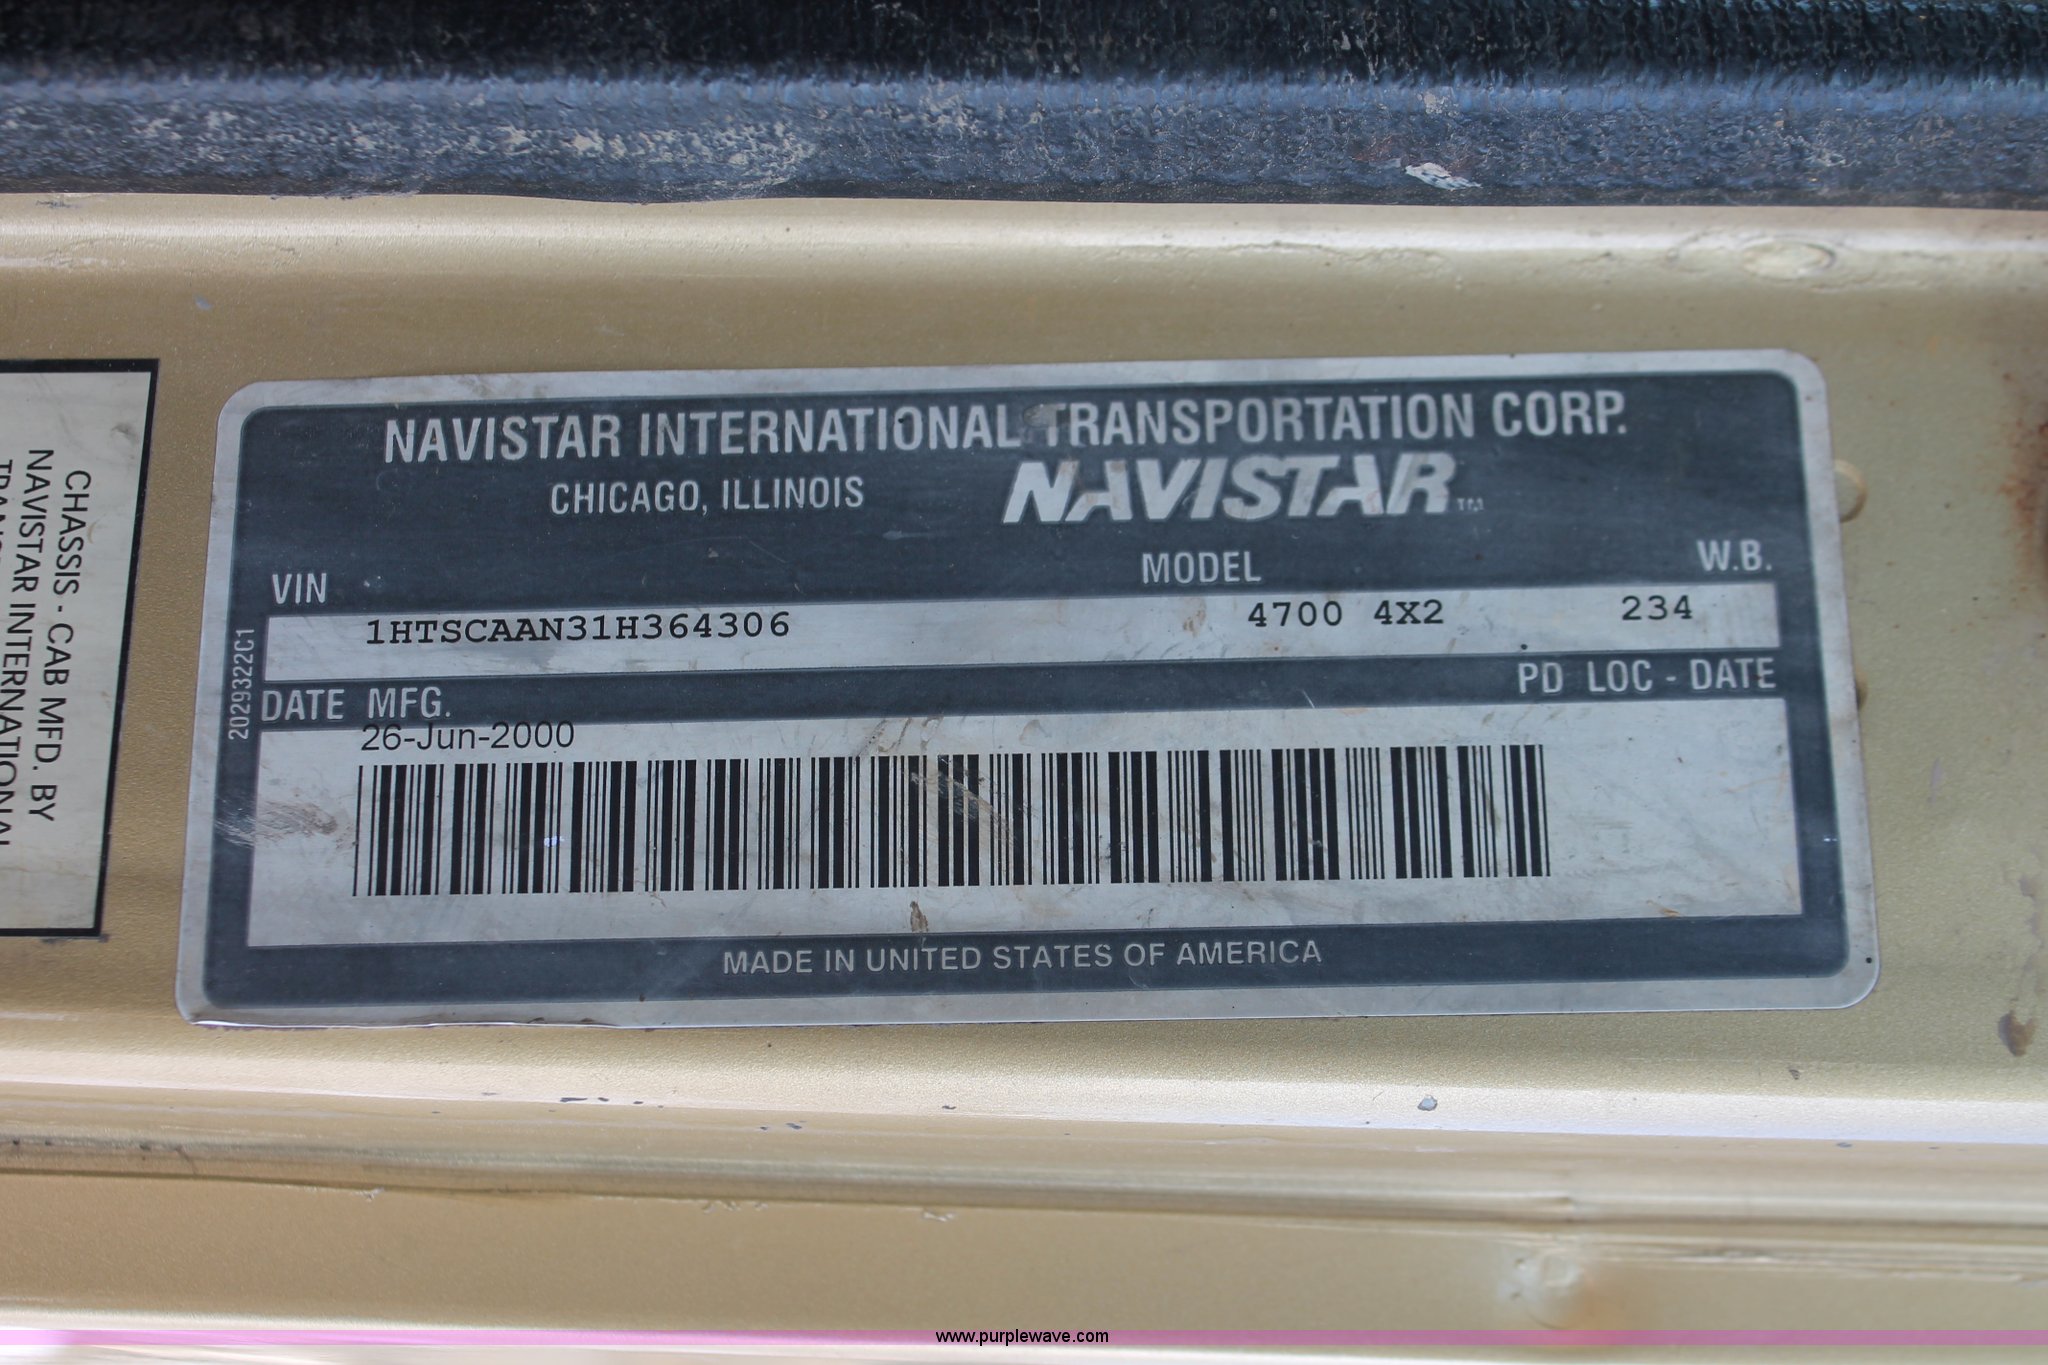 NAVISTAR INTERNATIONAL TRANSPORTATION CORP.
CHICAGO, ILLINOIS NAVISTAR TM
VIN MODEL W.B.
1HTSCAAN31H364306 4700 4X2 234
DATE MFG. PD LOC - DATE
26-Jun-2000
MADE IN UNITED STATES OF AMERICA
2029322C1
CHASSIS - CAB MFD. BY
NAVISTAR INTERNATIONAL
www.purplewave.com